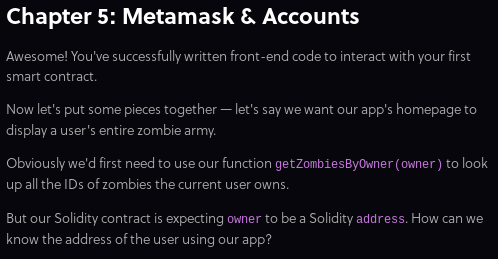 Chapter 5: Metamask & Accounts
Awesome! You've successfully written front-end code to interact with your first
smart contract.
Now let's put some pieces together — let's say we want our app's homepage to
display a user's entire zombie army.
Obviously we'd first need to use our function getZombiesByOwner(owner) to look
up all the IDs of zombies the current user owns.
But our Solidity contract is expecting owner to be a Solidity address. How can we
know the address of the user using our app?